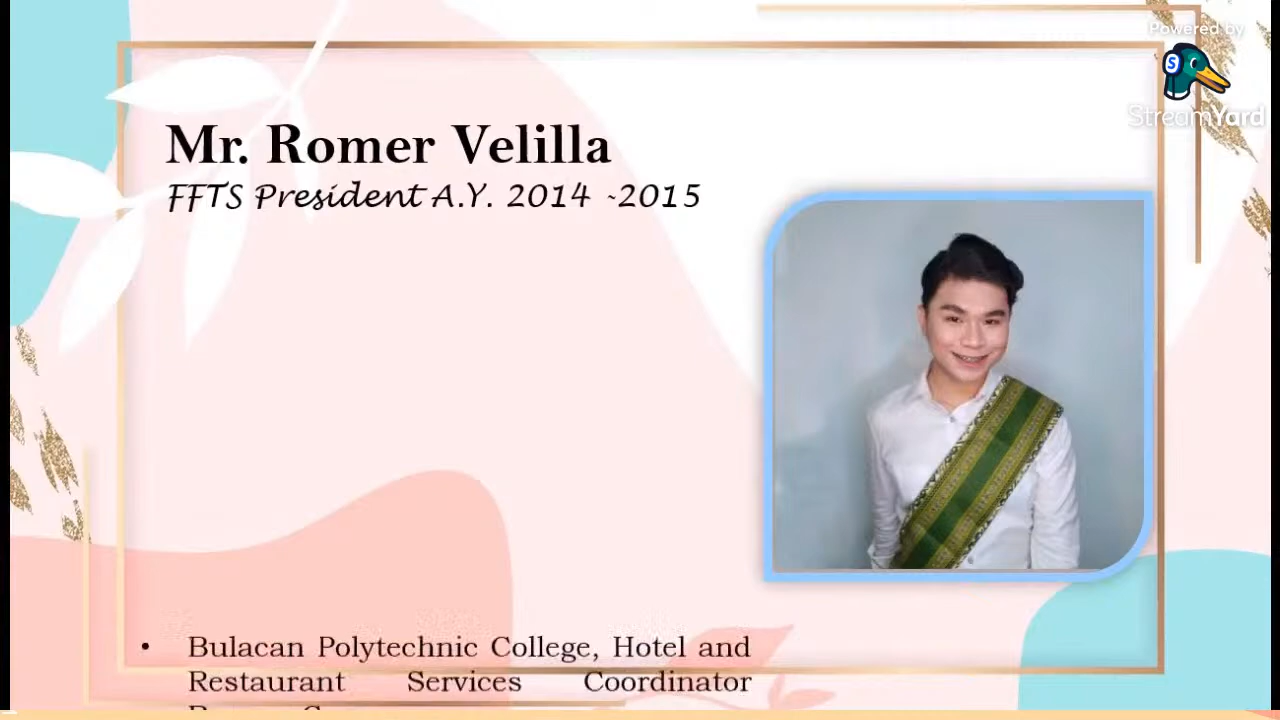 Powered by
StreamYard
Mr. Romer Velilla
FFTS President A.Y. 2014 -2015
• Bulacan Polytechnic College, Hotel and
Restaurant Services Coordinator